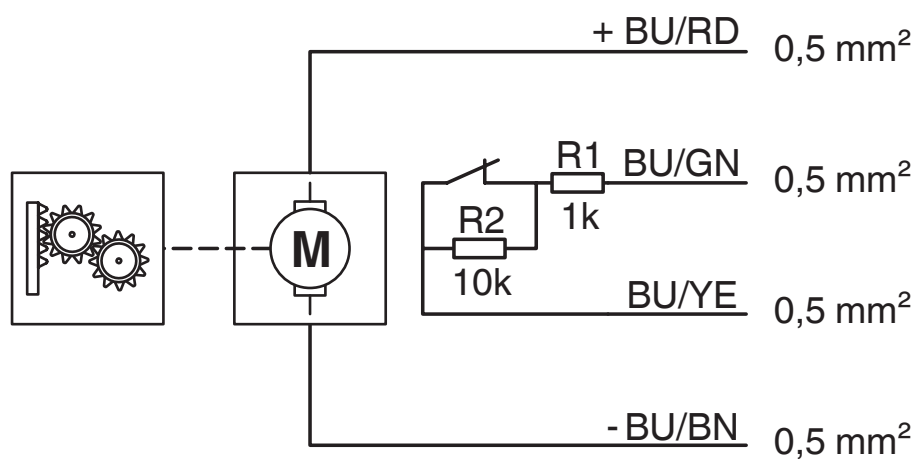 + BU/RD 0,5 mm²
R1 BU/GN 0,5 mm²
1k
R2
10k
M
BU/YE 0,5 mm²
- BU/BN 0,5 mm²